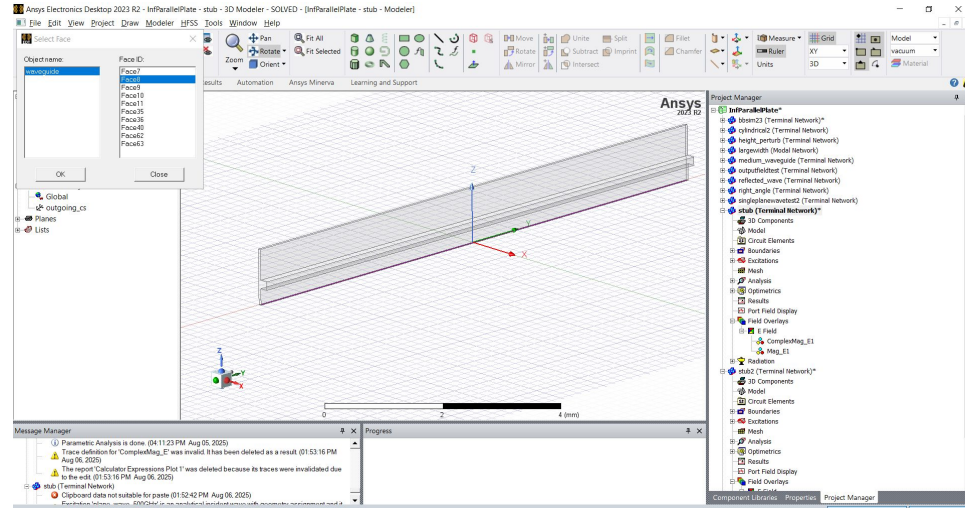 Ansys Electronics Desktop 2023 R2 - InfParallelPlate - stub - 3D Modeler - SOLVED - [InfParallelPlate - stub - Modeler]
File Edit View Project Draw Modeler HFSS Tools Window Help
Select Face
Object name:
Face ID:
waveguide
Face7
Face8
Face9
Face10
Face11
Face35
Face36
Face40
Face62
Face63
OK
Close
Zoom
Pan
Rotate
Orient
Fit All
Fit Selected
Move
Rotate
Mirror
Unite
Subtract
Intersect
Split
Imprint
Fillet
Chamfer
Measure
Ruler
Units
Grid
XY
3D
Model
vacuum
Material
Results Automation Ansys Minerva Learning and Support
Global
outgoing_cs
Planes
Lists
Ansys
2023 R2
Z
Y
X
Z
Y
X
0 2 4 (mm)
Project Manager
InfParallelPlate*
bbsim23 (Terminal Network)*
cylindrical2 (Terminal Network)
height_perturb (Terminal Network)
largewidth (Modal Network)
medium_waveguide (Terminal Network)
outputfieldtest (Terminal Network)
reflected_wave (Terminal Network)
right_angle (Terminal Network)
singleplanewavetest2 (Terminal Network)
stub (Terminal Network)*
3D Components
Model
Circuit Elements
Boundaries
Excitations
Mesh
Analysis
Optimetrics
Results
Port Field Display
Field Overlays
E Field
ComplexMag_E1
Mag_E1
Radiation
stub2 (Terminal Network)*
3D Components
Model
Circuit Elements
Boundaries
Excitations
Mesh
Analysis
Optimetrics
Results
Port Field Display
Field Overlays
Component Libraries Properties Project Manager
Message Manager
Parametric Analysis is done. (04:11:23 PM Aug 05, 2025)
Trace definition for 'ComplexMag_E' was invalid. It has been deleted as a result. (01:53:16 PM
Aug 06, 2025)
The report 'Calculator Expressions Plot 1' was deleted because its traces were invalidated due
to the edit. (01:53:16 PM Aug 06, 2025)
stub (Terminal Network)
Clipboard data not suitable for paste (01:52:42 PM Aug 06, 2025)
Progress